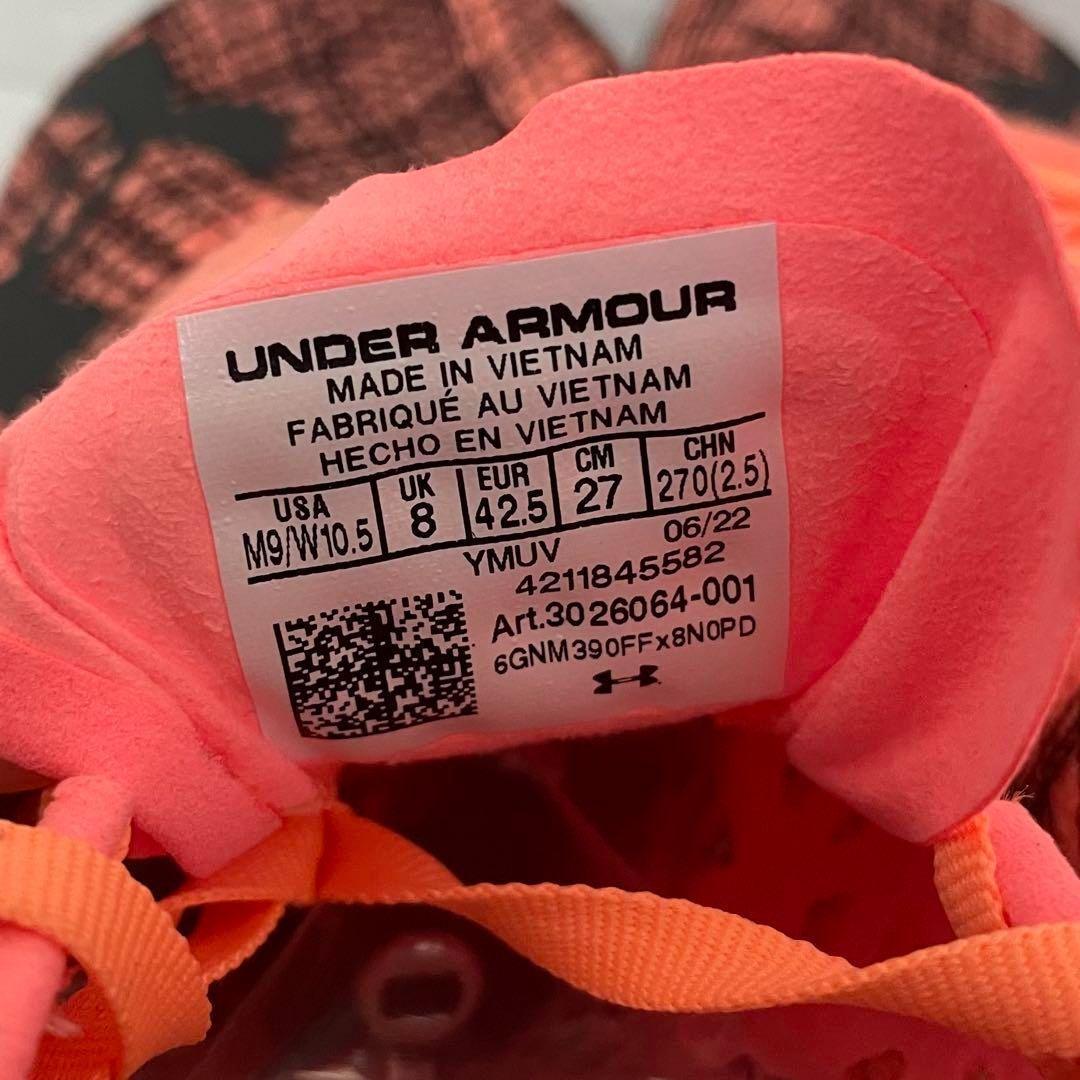 UNDER ARMOUR
MADE IN VIETNAM
FABRIQUÉ AU VIETNAM
HECHO EN VIETNAM
USA UK EUR CM CHN
M9/W10.5 8 42.5 27 270(2.5)
YMUV 06/22
4211845582
Art.3026064-001
6GNM390FFx8N0PD